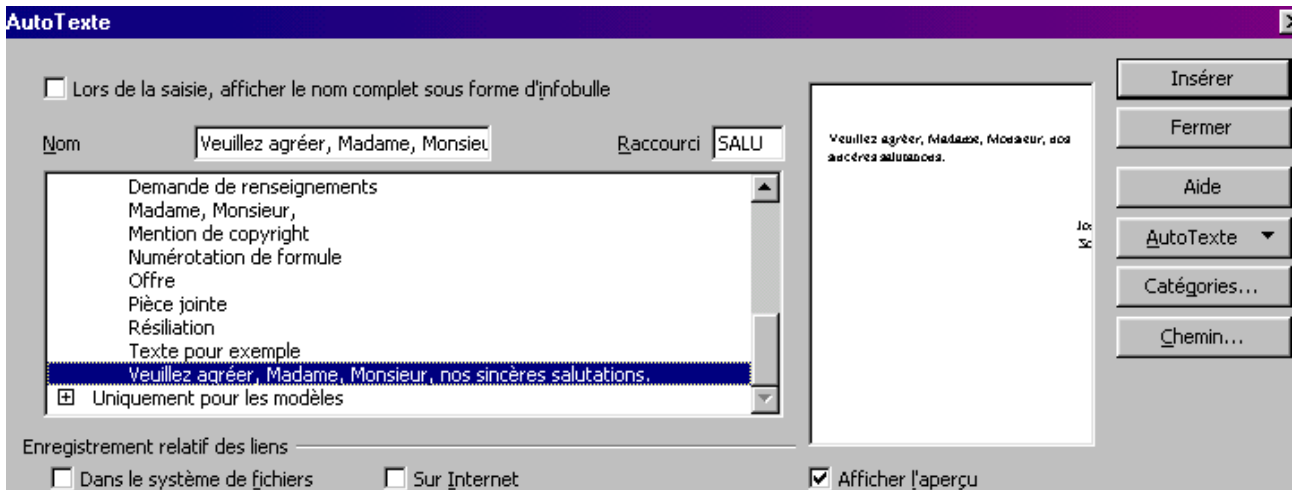 AutoTexte
Lors de la saisie, afficher le nom complet sous forme d'infobulle
Nom
Veuillez agréer, Madame, Monsieu
Raccourci
SALU
Demande de renseignements
Madame, Monsieur,
Mention de copyright
Numérotation de formule
Offre
Pièce jointe
Résiliation
Texte pour exemple
Veuillez agréer, Madame, Monsieur, nos sincères salutations.
Uniquement pour les modèles
Enregistrement relatif des liens
Dans le système de fichiers
Sur Internet
Veuillez agréer, Madame, Monsieur, nos
sincères salutations.
Afficher l'aperçu
Insérer
Fermer
Aide
AutoTexte
Catégories...
Chemin...